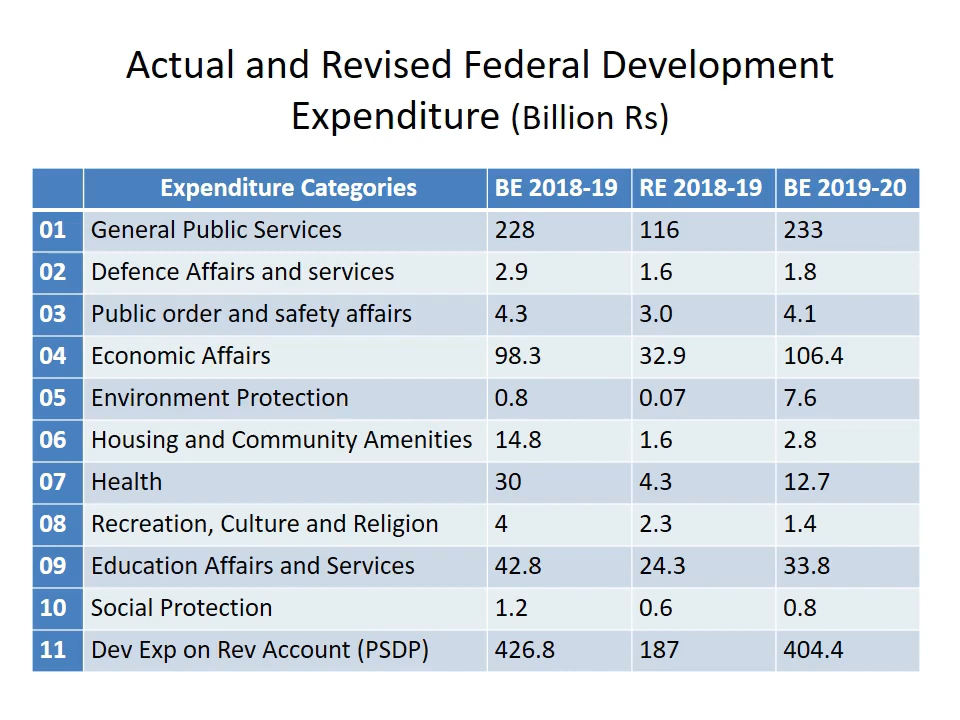 Actual and Revised Federal Development
Expenditure (Billion Rs)
Expenditure Categories BE 2018-19 RE 2018-19 BE 2019-20
01 General Public Services 228 116 233
02 Defence Affairs and services 2.9 1.6 1.8
03 Public order and safety affairs 4.3 3.0 4.1
04 Economic Affairs 98.3 32.9 106.4
05 Environment Protection 0.8 0.07 7.6
06 Housing and Community Amenities 14.8 1.6 2.8
07 Health 30 4.3 12.7
08 Recreation, Culture and Religion 4 2.3 1.4
09 Education Affairs and Services 42.8 24.3 33.8
10 Social Protection 1.2 0.6 0.8
11 Dev Exp on Rev Account (PSDP) 426.8 187 404.4